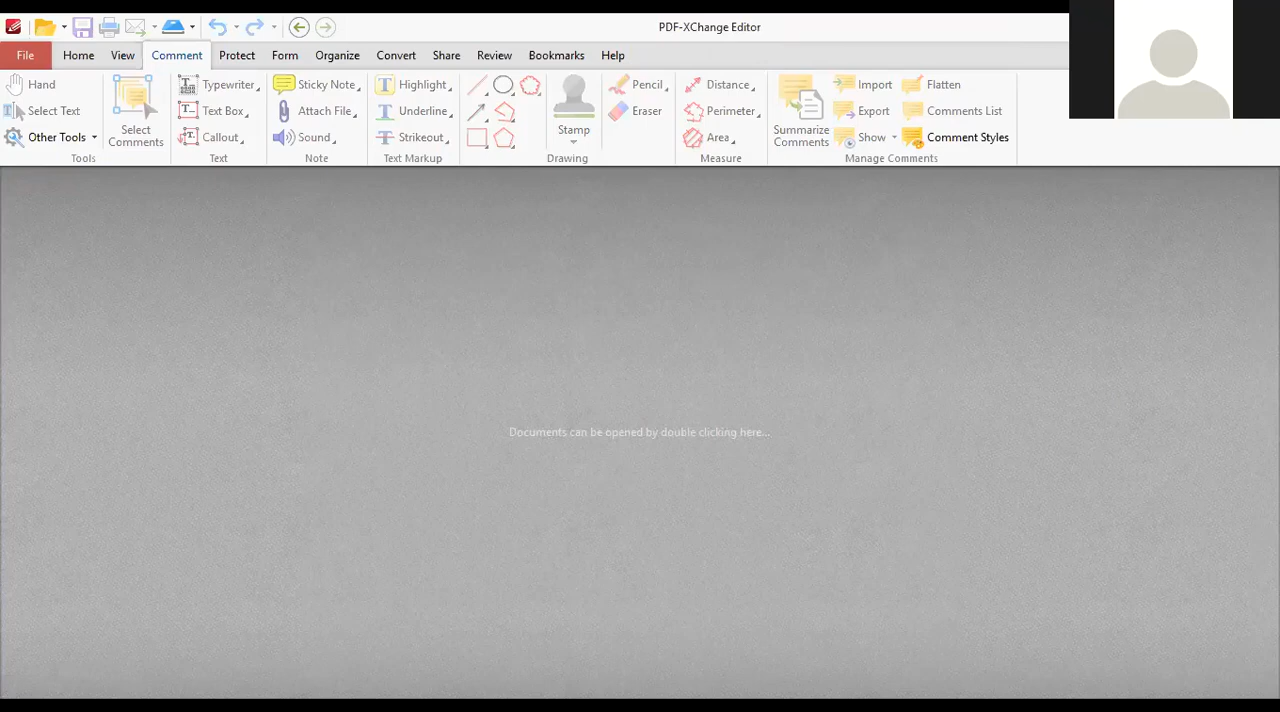 PDF-XChange Editor
File Home View Comment Protect Form Organize Convert Share Review Bookmarks Help
Hand Typewriter Sticky Note Highlight Pencil Distance Import Flatten
Select Text Text Box Attach File Underline Eraser Perimeter Export Comments List
Other Tools Select Comments Callout Sound Strikeout Stamp Area Summarize Comments Show Comment Styles
Tools Text Note Text Markup Drawing Measure Manage Comments
Documents can be opened by double clicking here...